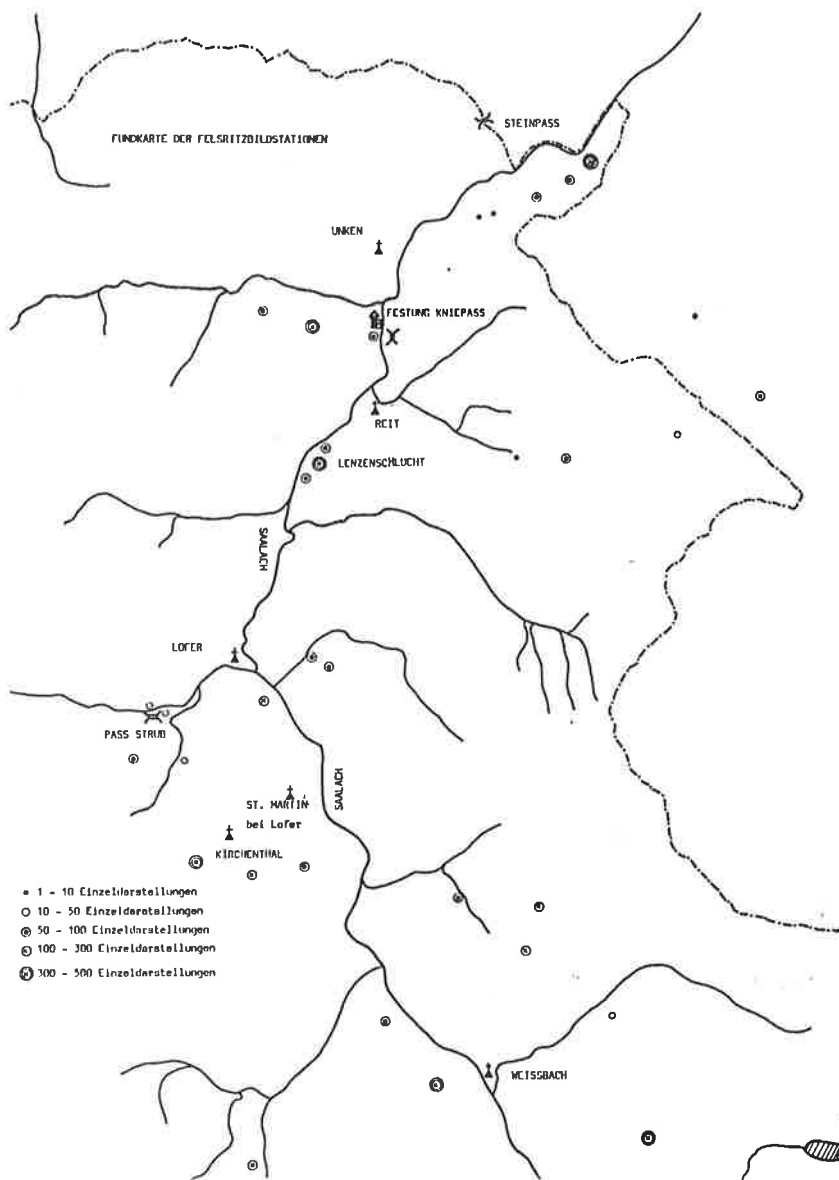 STEINPASS
FUNDKARTE DER FELSRITZBILDSTATIONEN
UNKEN
FESTUNG KNIEPASS
REIT
LENZENSCHLUCHT
SAALACH
LOFER
PASS STRUB
SAALACH
ST. MARTIN
bei Lofer
KIRCHENTHAL
1 - 10 Einzeldarstellungen
10 - 50 Einzeldarstellungen
50 - 100 Einzeldarstellungen
100 - 300 Einzeldarstellungen
300 - 500 Einzeldarstellungen
WEISSBACH